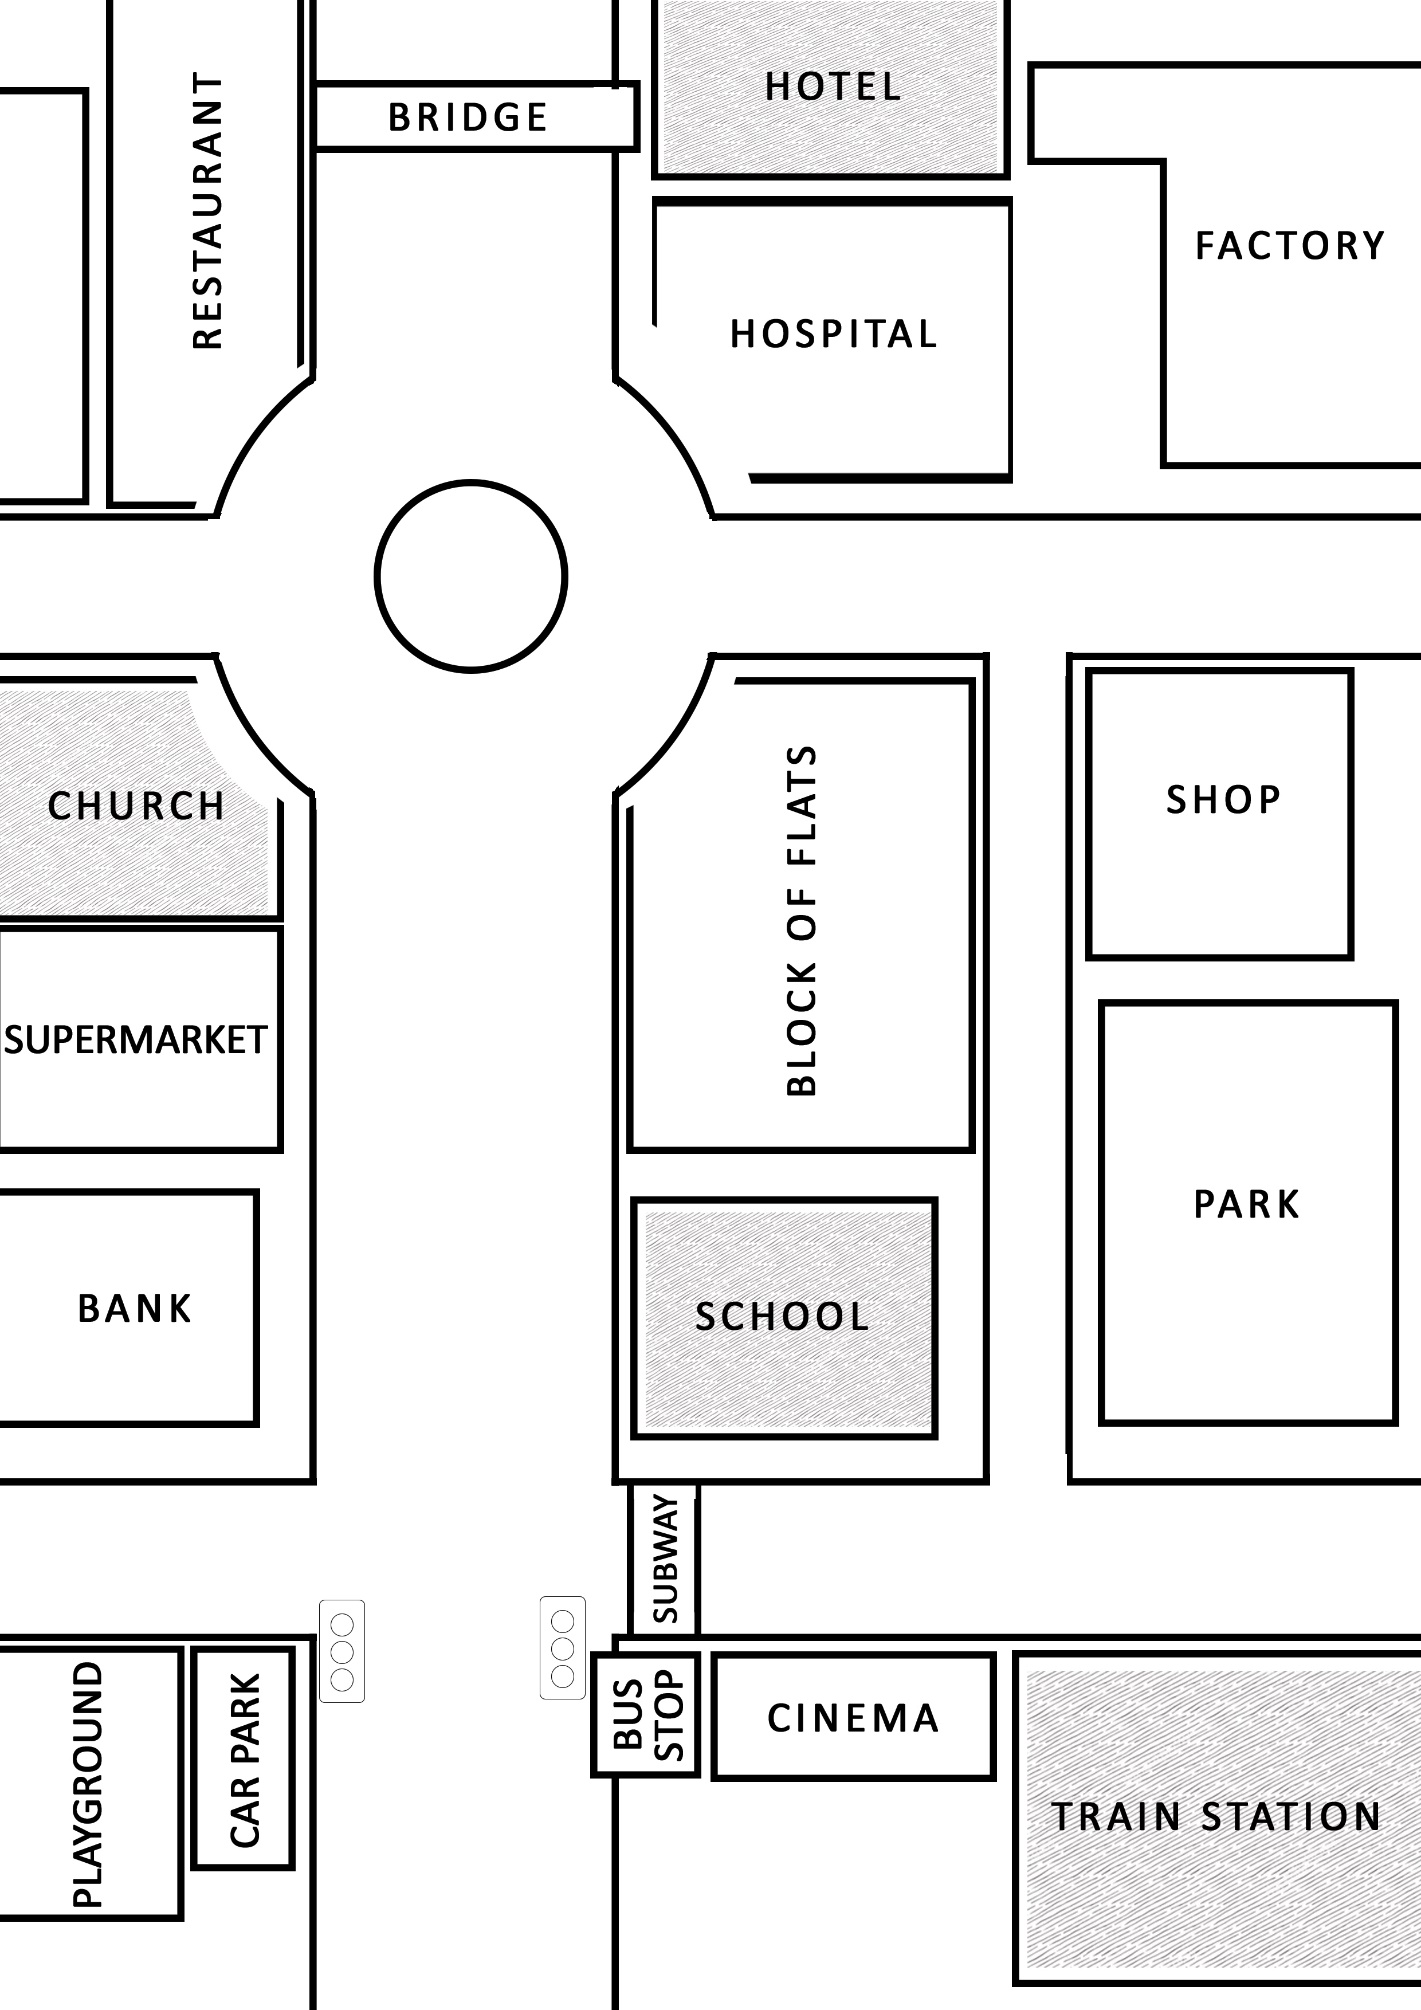 HOTEL
BRIDGE
RESTAURANT
FACTORY
HOSPITAL
CHURCH
SHOP
BLOCK OF FLATS
SUPERMARKET
PARK
BANK
SCHOOL
SUBWAY
PLAYGROUND
CAR PARK
BUS
STOP
CINEMA
TRAIN STATION